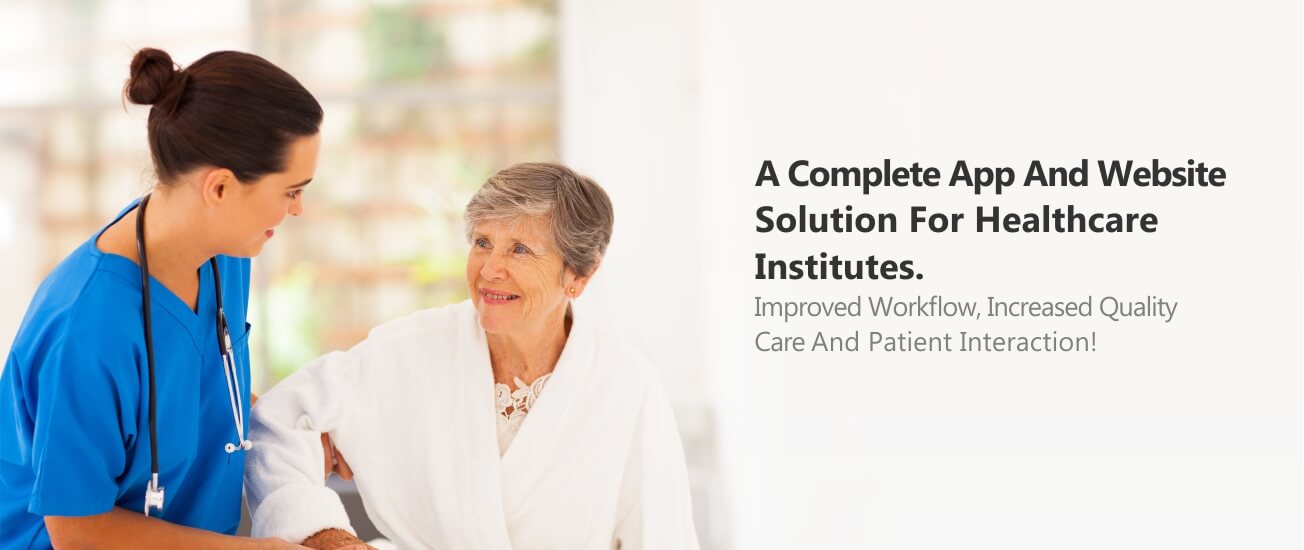 A Complete App And Website
Solution For Healthcare
Institutes.
Improved Workflow, Increased Quality
Care And Patient Interaction!